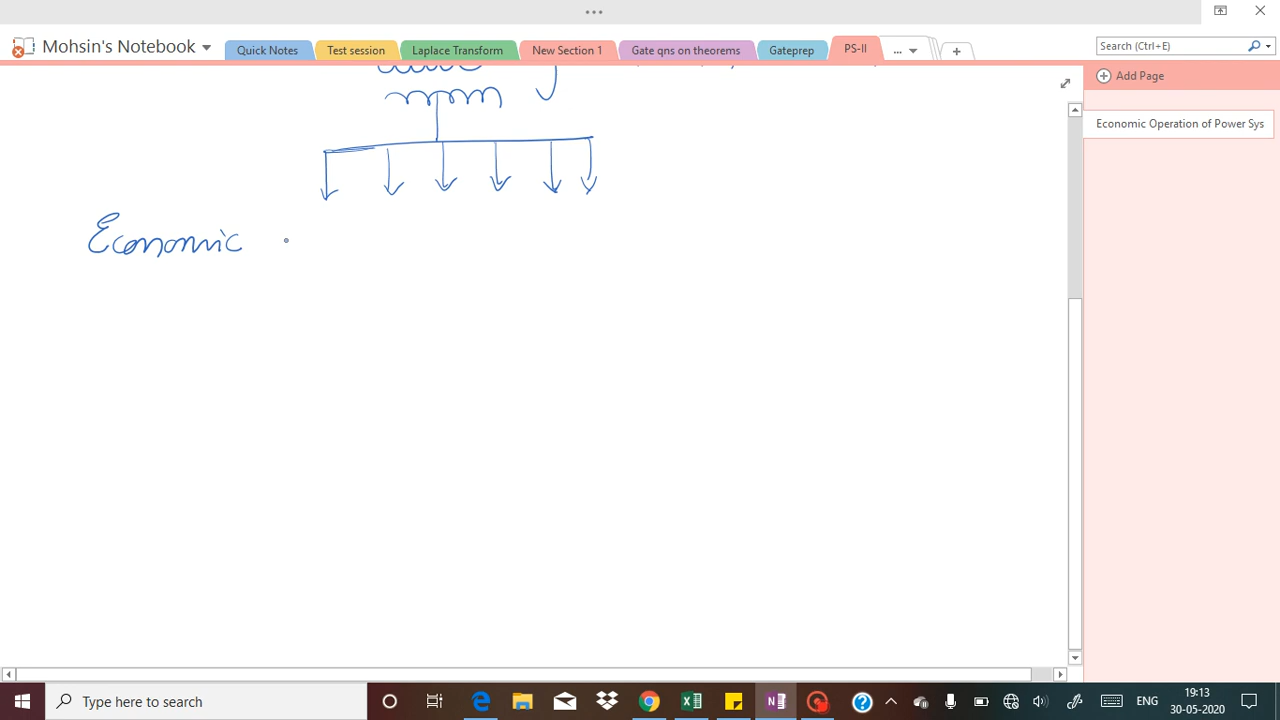 Mohsin's Notebook
Quick Notes
Test session
Laplace Transform
New Section 1
Gate qns on theorems
Gateprep
PS-II
...
Search (Ctrl+E)
Add Page
Economic Operation of Power Sys
Economic
Type here to search
ENG
19:13
30-05-2020